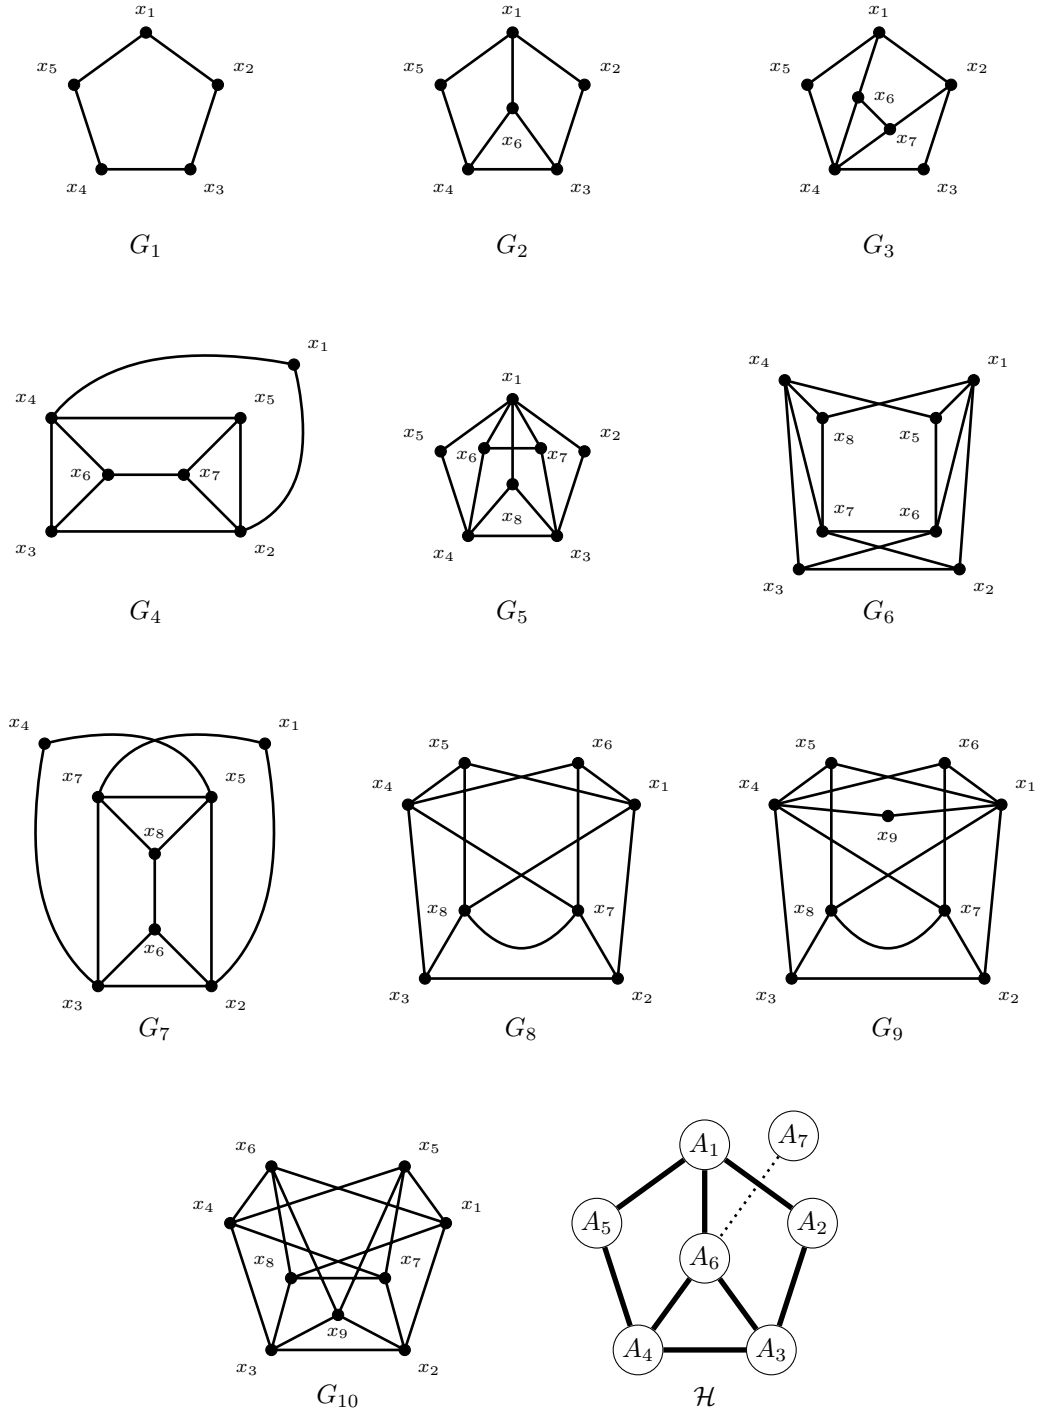 x1 x1 x1
x5 x2 x5 x2 x5 x2
x6 x7
x6
x4 x3 x4 x3 x4 x3
G1 G2 G3
x1
x4 x5
x6 x7
x3 x2
x1
x5 x2
x6 x7
x8
x4 x3
x4 x1
x8 x5
x7 x6
x3 x2
G4 G5 G6
x4 x1
x7 x5
x8
x6
x3 x2
x5 x6
x4 x1
x8 x7
x3 x2
x5 x6
x4 x1
x9
x8 x7
x3 x2
G7 G8 G9
x6 x5
x4 x1
x8 x7
x9
x3 x2
A1 A7
A5 A2
A6
A4 A3
G10 ℋ